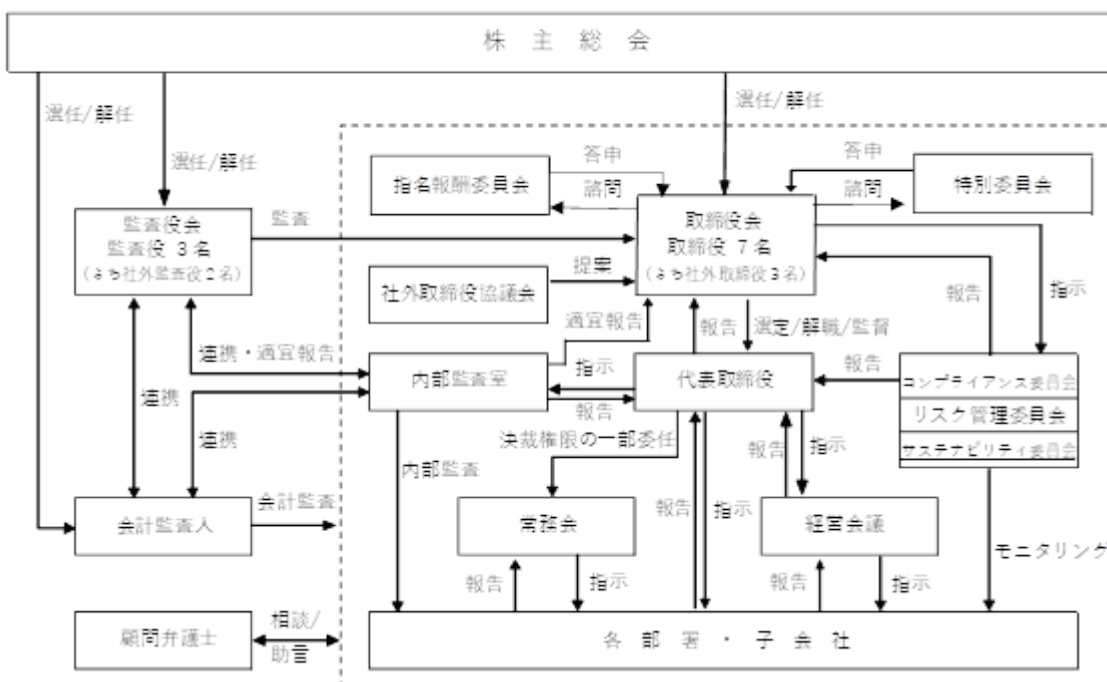 株主総会
選任/解任
選任/解任
選任/解任
指名報酬委員会
答申
諮問
答申
諮問
特別委員会
監査役会
監査役 3名
(うち社外監査役2名)
監査
取締役会
取締役 7名
(うち社外取締役3名)
社外取締役協議会
提案
適宜報告
報告
選定/解職/監督
報告
指示
連携・適宜報告
内部監査室
指示
報告
代表取締役
報告
コンプライアンス委員会
リスク管理委員会
サステナビリティ委員会
連携
連携
決裁権限の一部委任
内部監査
報告
指示
会計監査人
会計監査
常務会
報告
指示
経営会議
モニタリング
報告
指示
報告
指示
顧問弁護士
相談/
助言
各部署・子会社